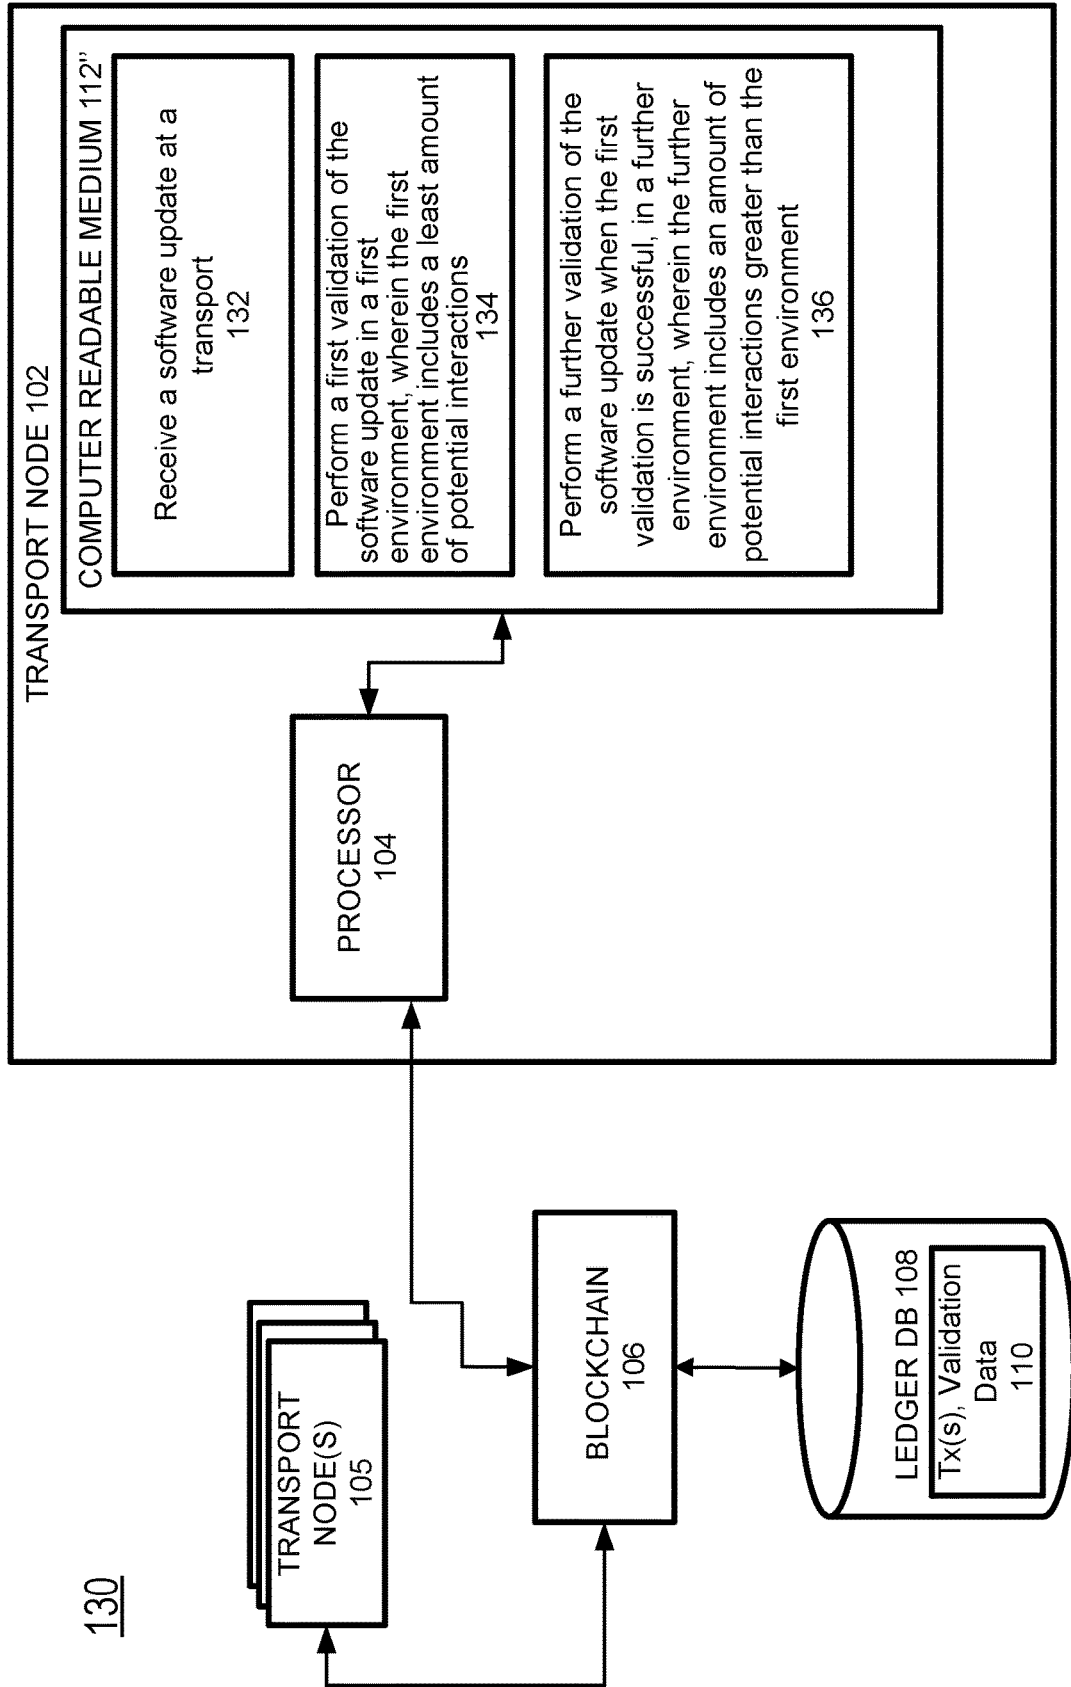 130
TRANSPORT NODE 102
COMPUTER READABLE MEDIUM 112"
Receive a software update at a
transport
132
Perform a first validation of the
software update in a first
environment, wherein the first
environment includes a least amount
of potential interactions
134
Perform a further validation of the
software update when the first
validation is successful, in a further
environment, wherein the further
environment includes an amount of
potential interactions greater than the
first environment
136
PROCESSOR
104
TRANSPORT
NODE(S)
105
BLOCKCHAIN
106
LEDGER DB 108
Tx(s), Validation
Data
110